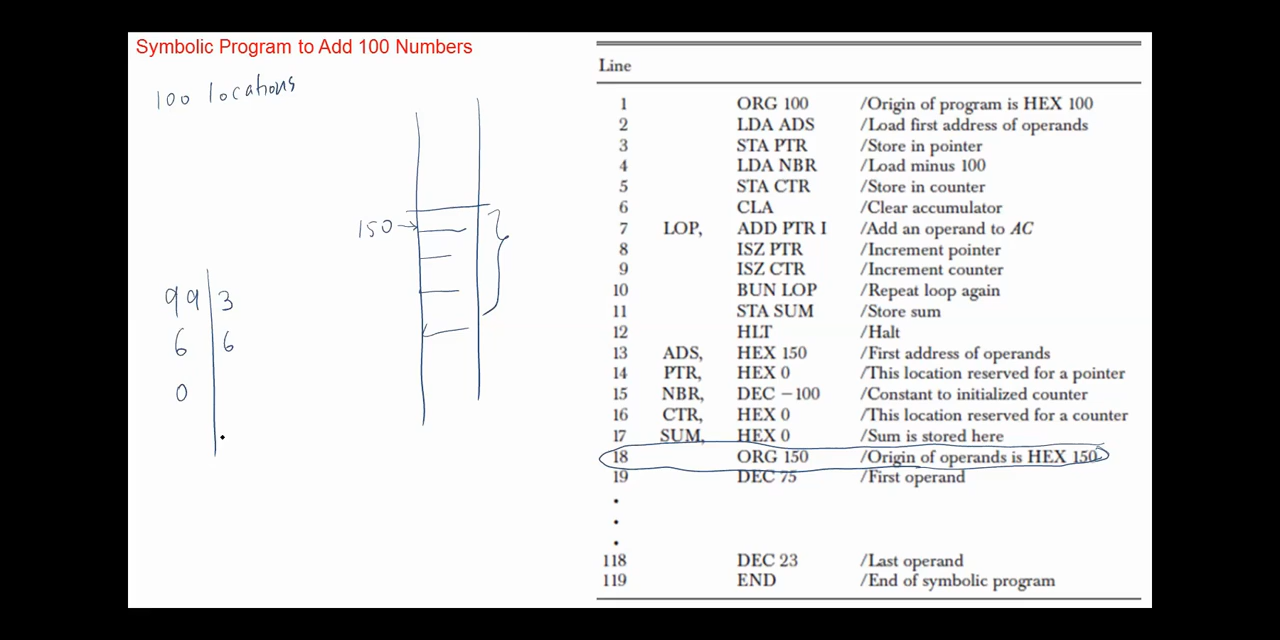 Symbolic Program to Add 100 Numbers
100 locations
150
99 3
6 6
0
Line
1 ORG 100 /Origin of program is HEX 100
2 LDA ADS /Load first address of operands
3 STA PTR /Store in pointer
4 LDA NBR /Load minus 100
5 STA CTR /Store in counter
6 CLA /Clear accumulator
7 LOP, ADD PTR I /Add an operand to AC
8 ISZ PTR /Increment pointer
9 ISZ CTR /Increment counter
10 BUN LOP /Repeat loop again
11 STA SUM /Store sum
12 HLT /Halt
13 ADS, HEX 150 /First address of operands
14 PTR, HEX 0 /This location reserved for a pointer
15 NBR, DEC −100 /Constant to initialized counter
16 CTR, HEX 0 /This location reserved for a counter
17 SUM, HEX 0 /Sum is stored here
18 ORG 150 /Origin of operands is HEX 150
19 DEC 75 /First operand
.
.
.
118 DEC 23 /Last operand
119 END /End of symbolic program